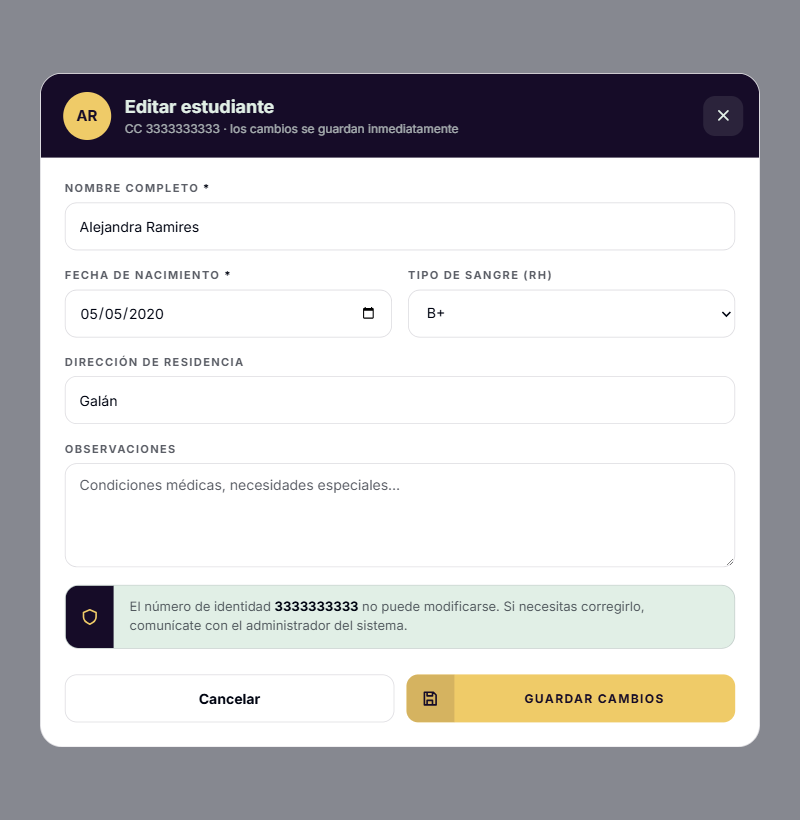 AR
Editar estudiante
CC 3333333333 · los cambios se guardan inmediatamente
NOMBRE COMPLETO *
Alejandra Ramires
FECHA DE NACIMIENTO *
TIPO DE SANGRE (RH)
05/05/2020
B+
DIRECCIÓN DE RESIDENCIA
Galán
OBSERVACIONES
Condiciones médicas, necesidades especiales...
El número de identidad 3333333333 no puede modificarse. Si necesitas corregirlo,
comunícate con el administrador del sistema.
Cancelar
GUARDAR CAMBIOS